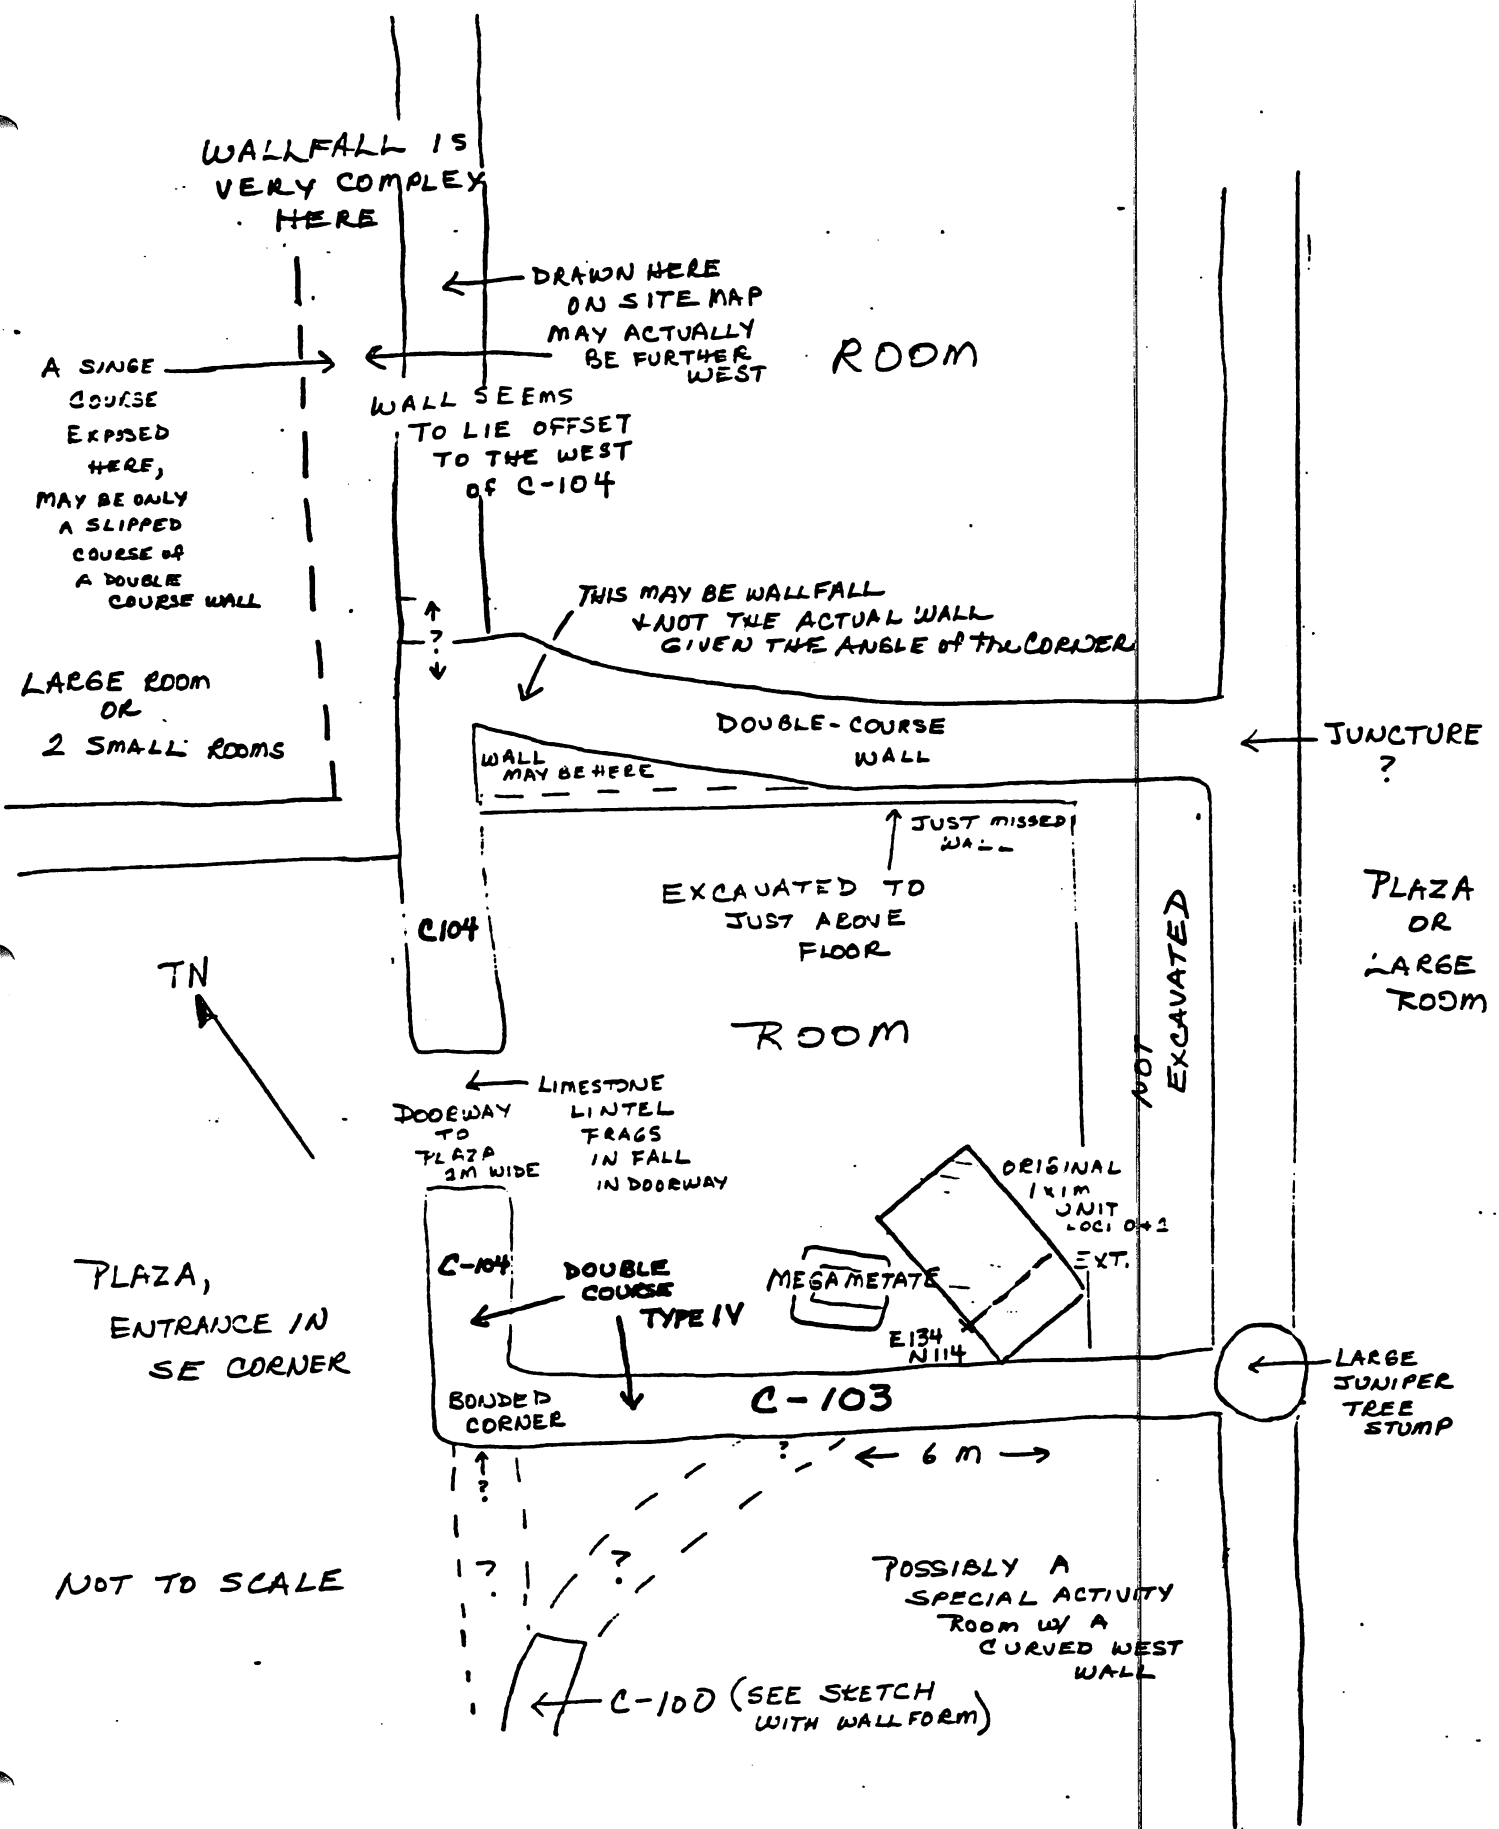 WALLFALL IS
VERY COMPLEX
HERE
DRAWN HERE
ON SITE MAP
MAY ACTUALLY
BE FURTHER
WEST
ROOM
A SINGE
COURSE
EXPOSED
HERE,
MAY BE ONLY
A SLIPPED
COURSE of
A DOUBLE
COURSE WALL
WALL SEEMS
TO LIE OFFSET
TO THE WEST
of C-104
THIS MAY BE WALLFALL
+ NOT THE ACTUAL WALL
GIVEN THE ANGLE of the CORNER
?
LARGE ROOM
OR
2 SMALL ROOMS
DOUBLE-COURSE
WALL
WALL
MAY BE HERE
JUNCTURE
?
JUST MISSED
WALL
EXCAVATED TO
JUST ABOVE
FLOOR
C104
NOT
EXCAVATED
PLAZA
OR
LARGE
ROOM
TN
ROOM
LIMESTONE
LINTEL
FRAGS
IN FALL
IN DOORWAY
DOORWAY
TO
PLAZA
1M WIDE
ORIGINAL
1x1m
UNIT
LOCI 0+1
EXT.
PLAZA,
ENTRANCE IN
SE CORNER
C-104
DOUBLE
COURSE
TYPE IV
MEGAMETATE
E134
N114
LARGE
JUNIPER
TREE
STUMP
BONDED
CORNER
C-103
?
6 M
?
?
?
NOT TO SCALE
POSSIBLY A
SPECIAL ACTIVITY
ROOM W/ A
CURVED WEST
WALL
C-100 (SEE SKETCH
WITH WALLFORM)